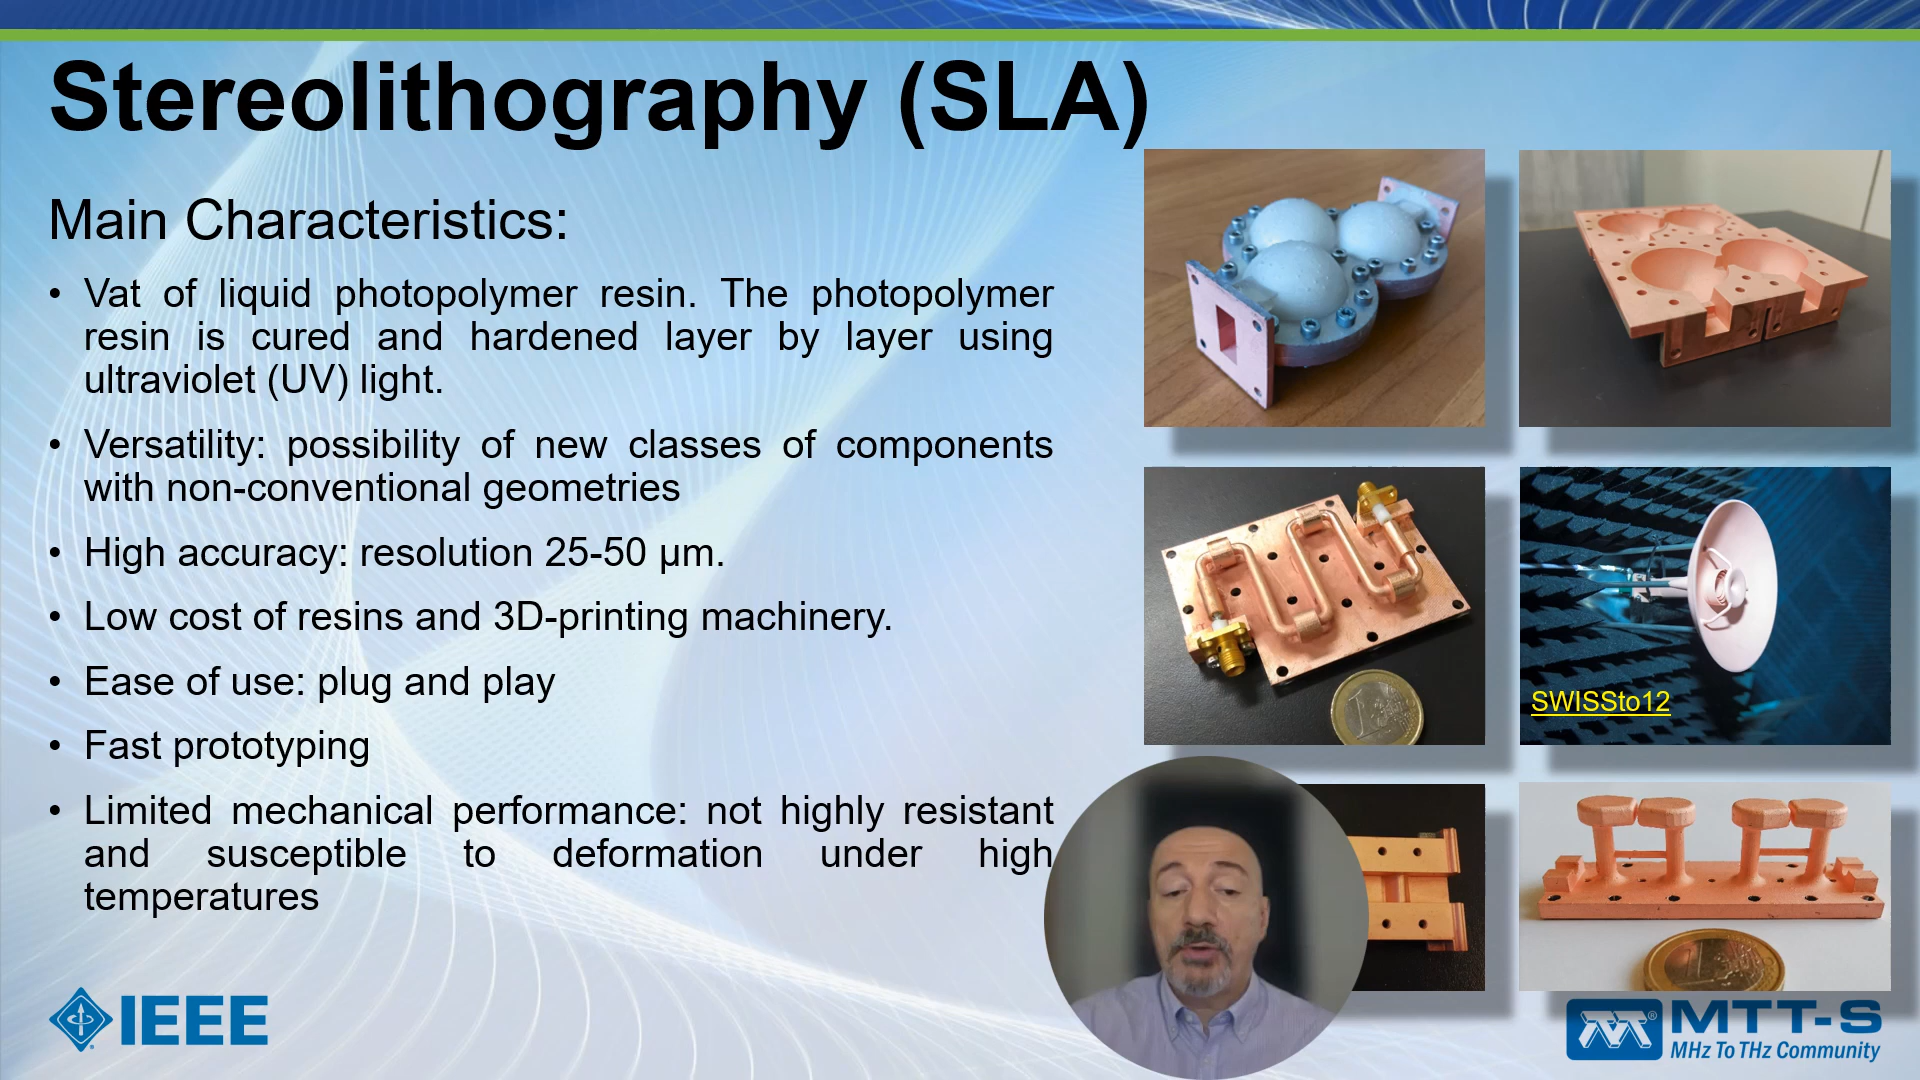 Stereolithography (SLA)
Main Characteristics:
• Vat of liquid photopolymer resin. The photopolymer
resin is cured and hardened layer by layer using
ultraviolet (UV) light.
• Versatility: possibility of new classes of components
with non-conventional geometries
• High accuracy: resolution 25-50 µm.
• Low cost of resins and 3D-printing machinery.
• Ease of use: plug and play
• Fast prototyping
• Limited mechanical performance: not highly resistant
and susceptible to deformation under high
temperatures
SWISSto12
1
IEEE
MTT-S
MHz To THz Community